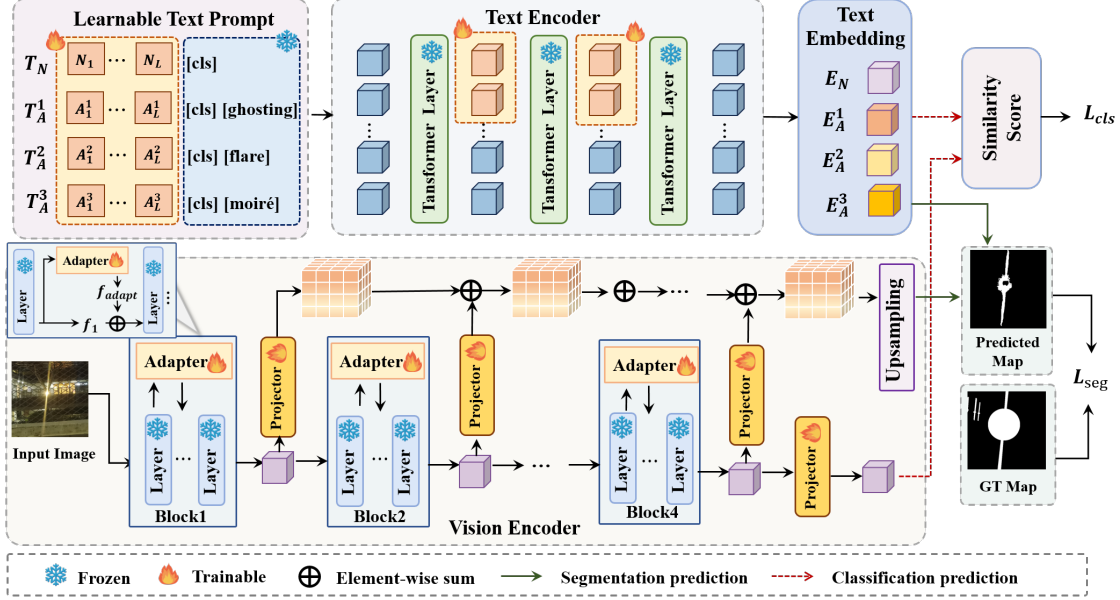 Learnable Text Prompt
T_N N_1 ... N_L [cls]
T_A^1 A_1^1 ... A_L^1 [cls] [ghosting]
T_A^2 A_1^2 ... A_L^2 [cls] [flare]
T_A^3 A_1^3 ... A_L^3 [cls] [moiré]
Text Encoder
Tansformer Layer
Tansformer Layer
Tansformer Layer
Text
Embedding
E_N
E_A^1
E_A^2
E_A^3
Similarity
Score
L_cls
Layer
Adapter
f_adapt
f_1
Layer
Input Image
Adapter
Layer ... Layer
Block1
Projector
Adapter
Layer ... Layer
Block2
Projector
...
Adapter
Layer ... Layer
Block4
Projector
Projector
Upsampling
Vision Encoder
Predicted
Map
GT Map
L_seg
Frozen
Trainable
Element-wise sum
Segmentation prediction
Classification prediction